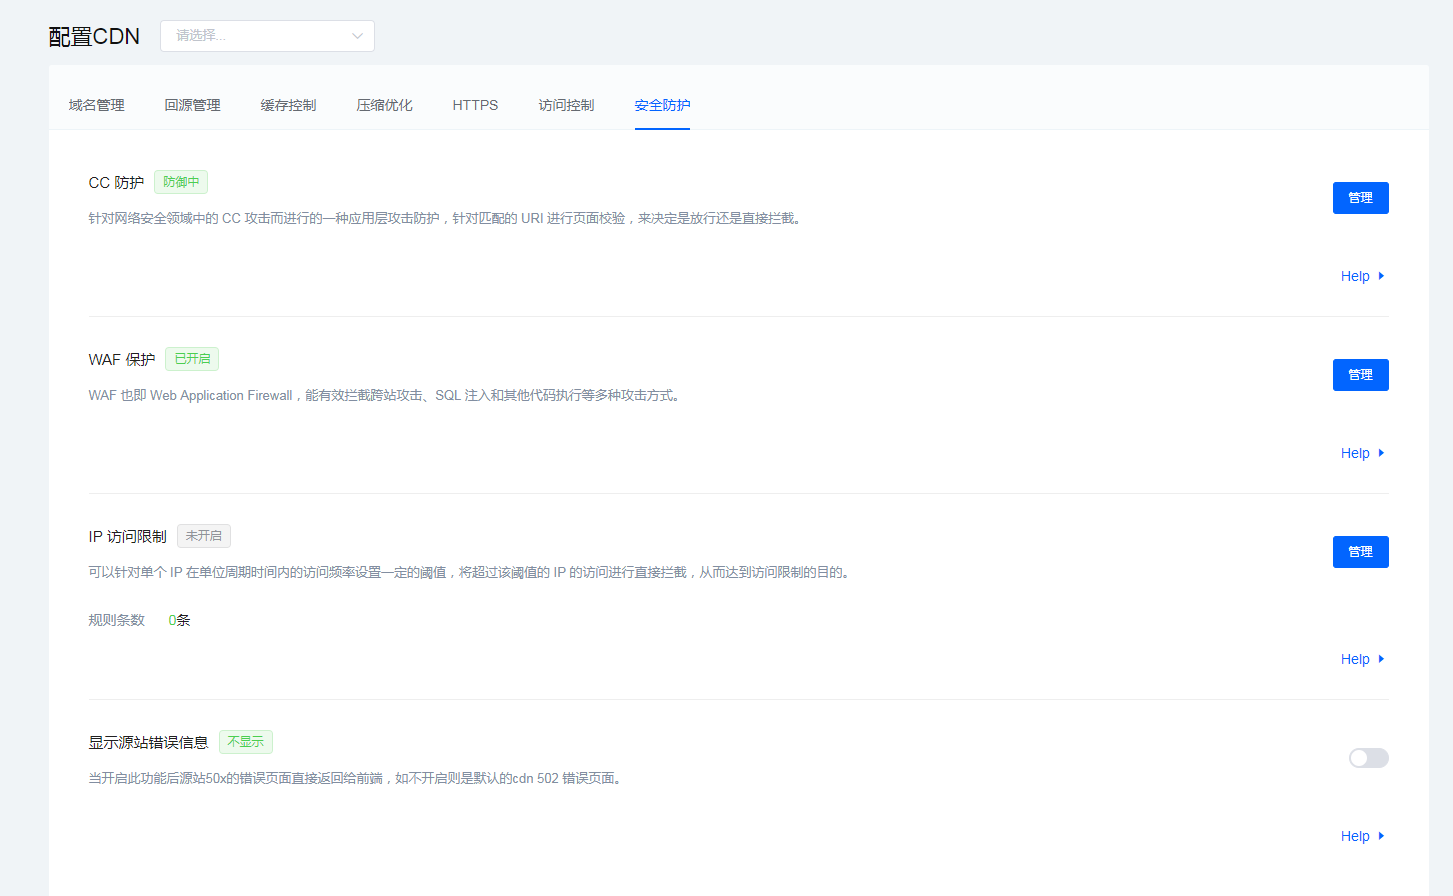 配置CDN 请选择...
域名管理 回源管理 缓存控制 压缩优化 HTTPS 访问控制 安全防护
CC 防护 防御中
管理
针对网络安全领域中的 CC 攻击而进行的一种应用层攻击防护，针对匹配的 URI 进行页面校验，来决定是放行还是直接拦截。
Help
WAF 保护 已开启
管理
WAF 也即 Web Application Firewall，能有效拦截跨站攻击、SQL 注入和其他代码执行等多种攻击方式。
Help
IP 访问限制 未开启
管理
可以针对单个 IP 在单位周期时间内的访问频率设置一定的阈值，将超过该阈值的 IP 的访问进行直接拦截，从而达到访问限制的目的。
规则条数 0条
Help
显示源站错误信息 不显示
当开启此功能后源站50x的错误页面直接返回给前端，如不开启则是默认的cdn 502 错误页面。
Help